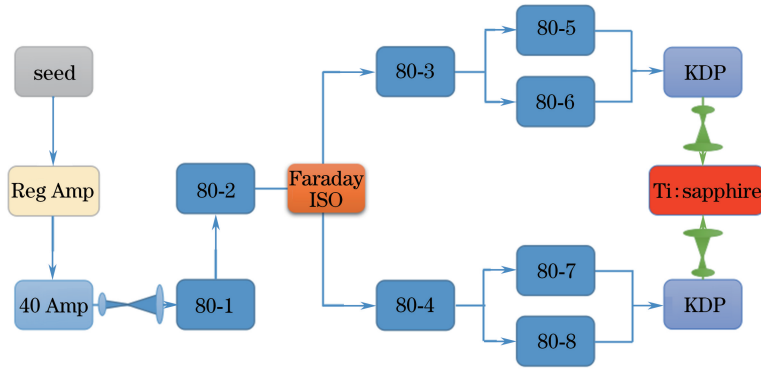 seed
Reg Amp
40 Amp
80-1
80-2
Faraday
ISO
80-3
80-4
80-5
80-6
80-7
80-8
KDP
Ti:sapphire
KDP